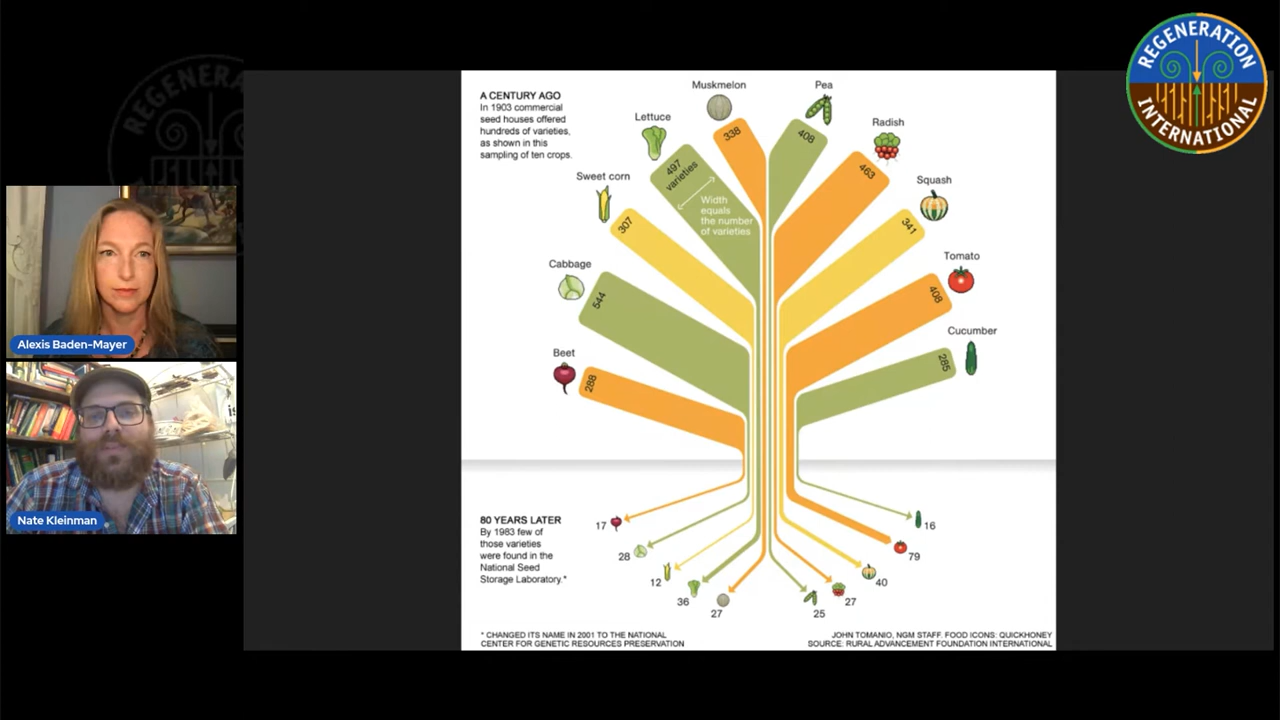 REGENERATION
INTERNATIONAL
A CENTURY AGO
In 1903 commercial
seed houses offered
hundreds of varieties,
as shown in this
sampling of ten crops.
Muskmelon
338
Pea
408
Lettuce
497
varieties
Width
equals
the number
of varieties
Radish
463
Sweet corn
307
Squash
341
Cabbage
544
Tomato
408
Beet
288
Cucumber
285
Alexis Baden-Mayer
Nate Kleinman
80 YEARS LATER
By 1983 few of
those varieties
were found in the
National Seed
Storage Laboratory.*
17
28
12
36
27
25
27
40
79
16
* CHANGED ITS NAME IN 2001 TO THE NATIONAL
CENTER FOR GENETIC RESOURCES PRESERVATION
JOHN TOMANIO, NGM STAFF. FOOD ICONS: QUICKHONEY
SOURCE: RURAL ADVANCEMENT FOUNDATION INTERNATIONAL